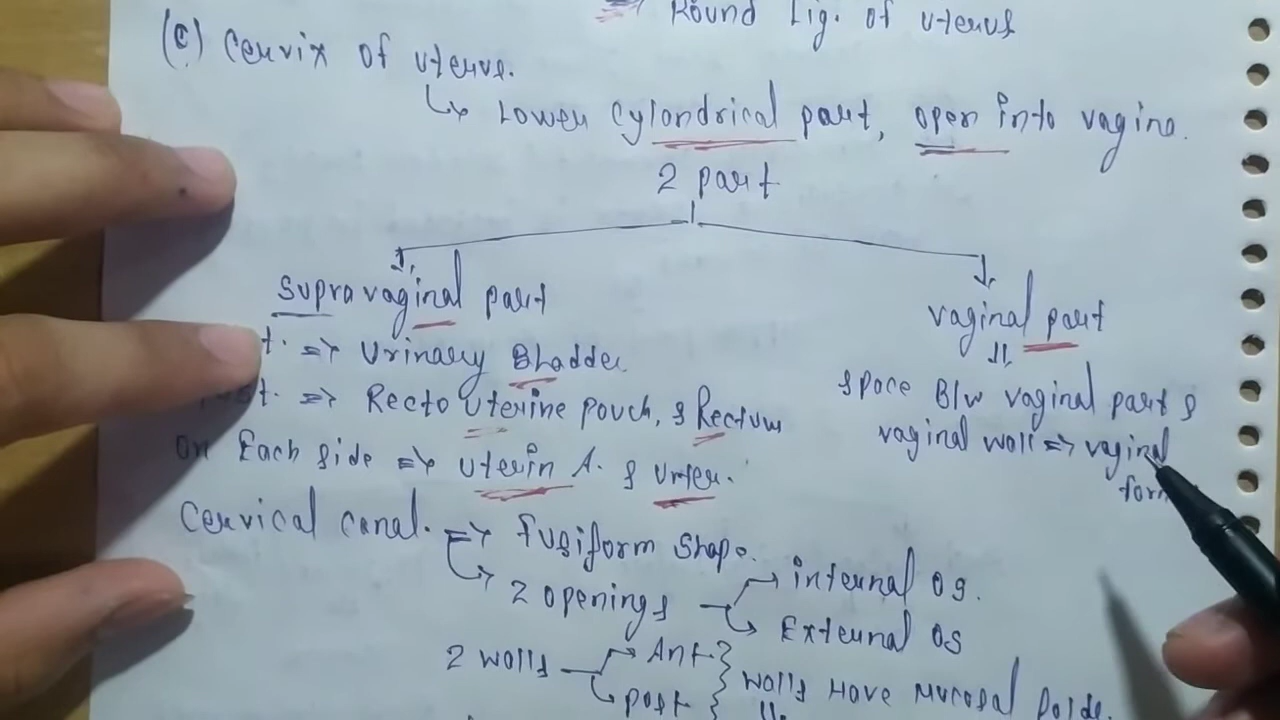 Round Lig. of uterus
(C) Cervix of uterus.
↳ Lower Cylondrical part, open into vagina.
2 part
Supravaginal part
vaginal part
t. => Urinary Bladder
st. => Recto Uterine pouch, & Rectum
on Each side => uterin A. & Urter.
space B/w vaginal part &
vaginal wall => vaginal
Cervical canal. => fusiform shape.
↳ 2 openings → internal os.
↳ External os
2 walls → Ant
↳ post } walls Have Mucosal folds.